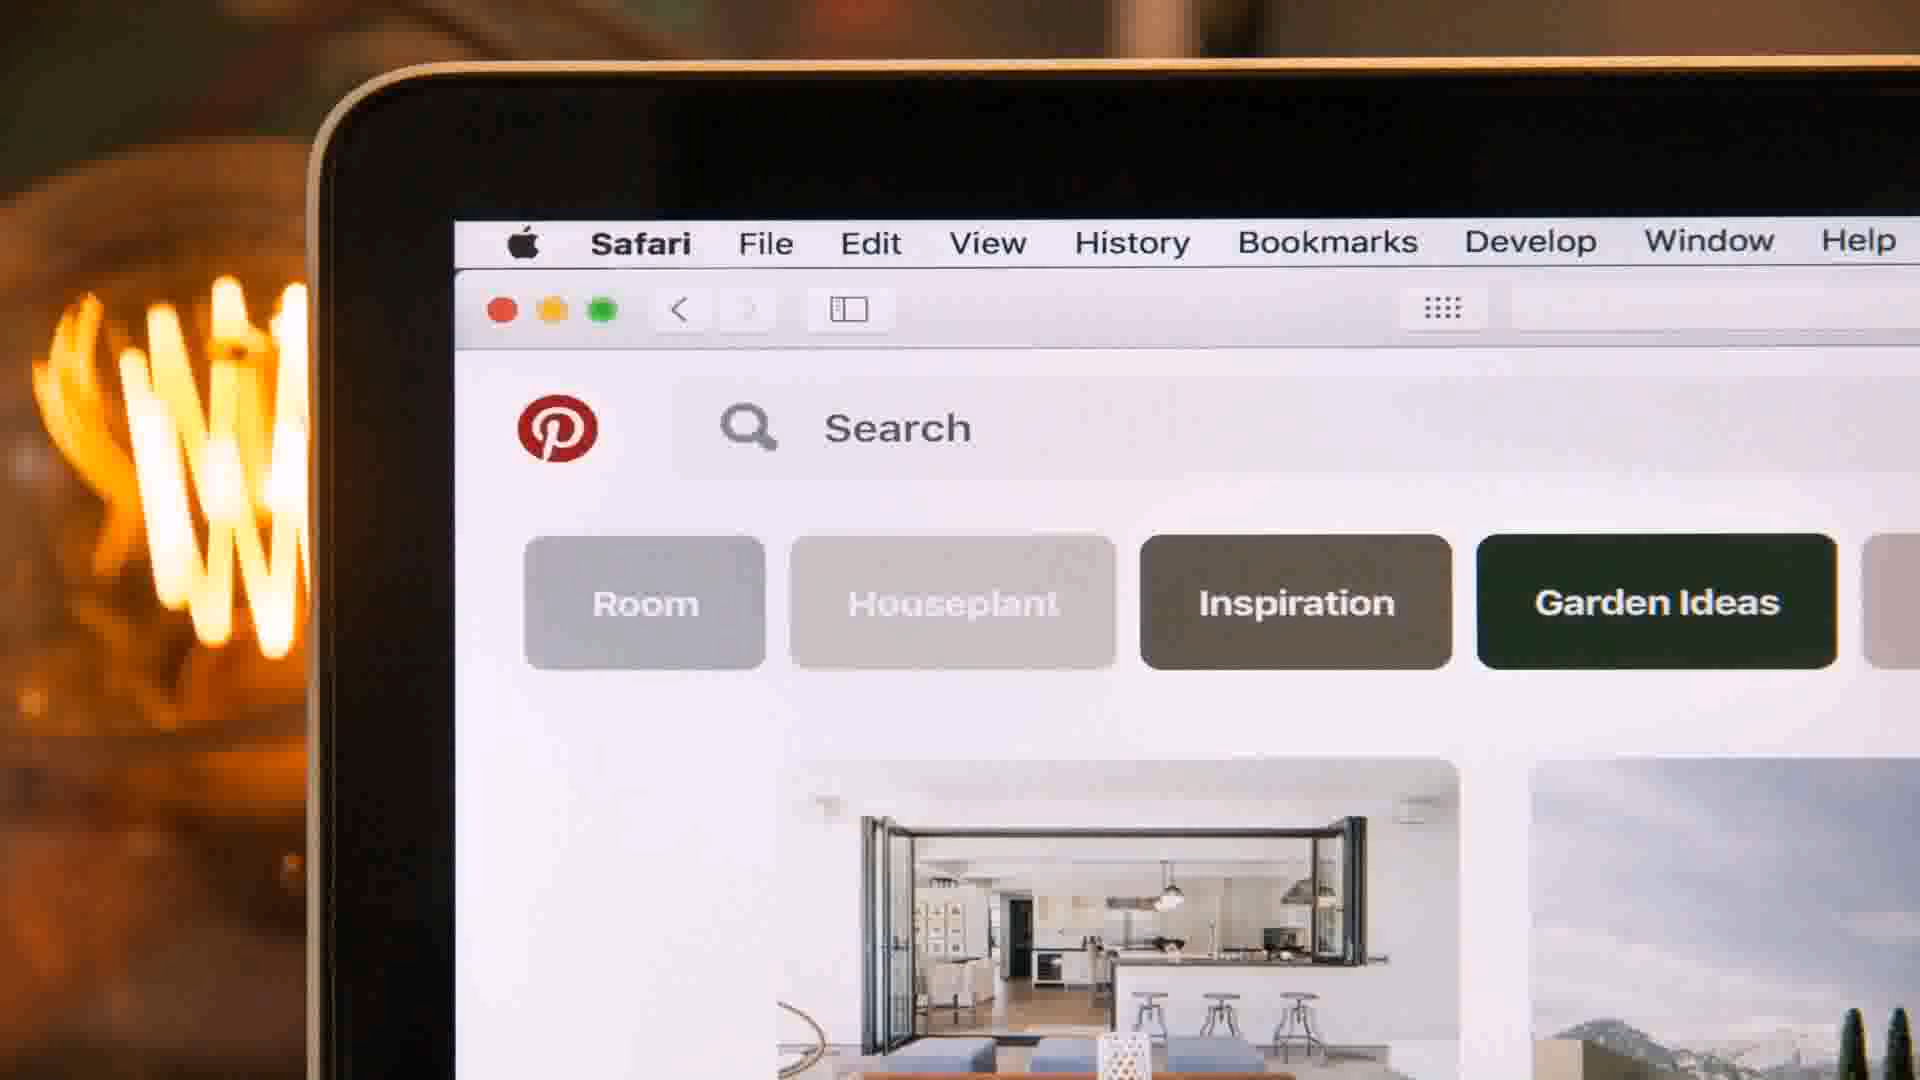 Safari File Edit View History Bookmarks Develop Window Help
Search
Room Houseplant Inspiration Garden Ideas